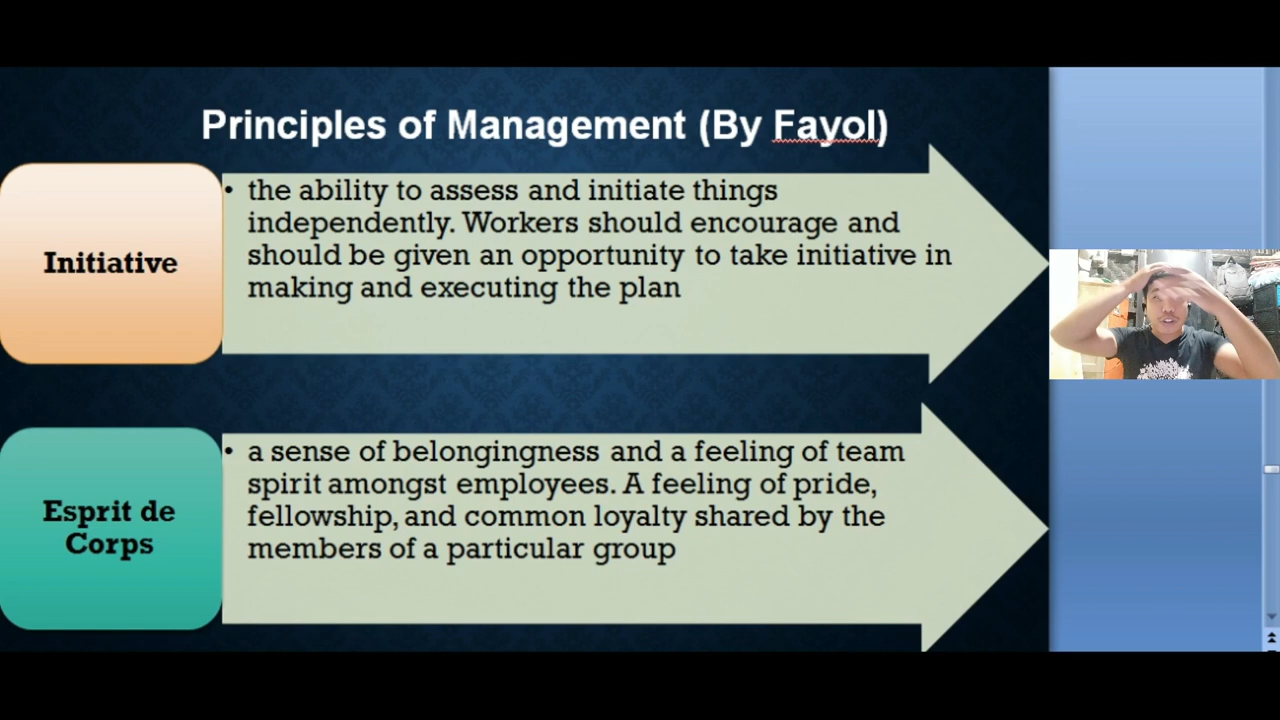 Principles of Management (By Fayol)
Initiative
• the ability to assess and initiate things
independently. Workers should encourage and
should be given an opportunity to take initiative in
making and executing the plan
Esprit de
Corps
• a sense of belongingness and a feeling of team
spirit amongst employees. A feeling of pride,
fellowship, and common loyalty shared by the
members of a particular group